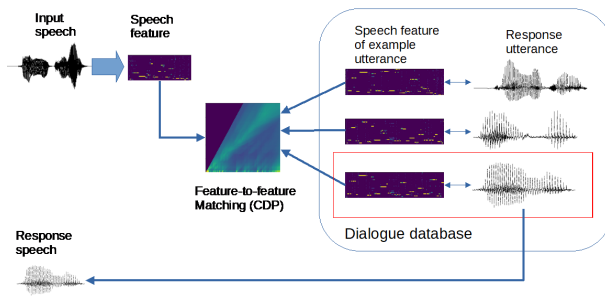 Input
speech
Speech
feature
Speech feature
of example
utterance
Response
utterance
Feature-to-feature
Matching (CDP)
Dialogue database
Response
speech